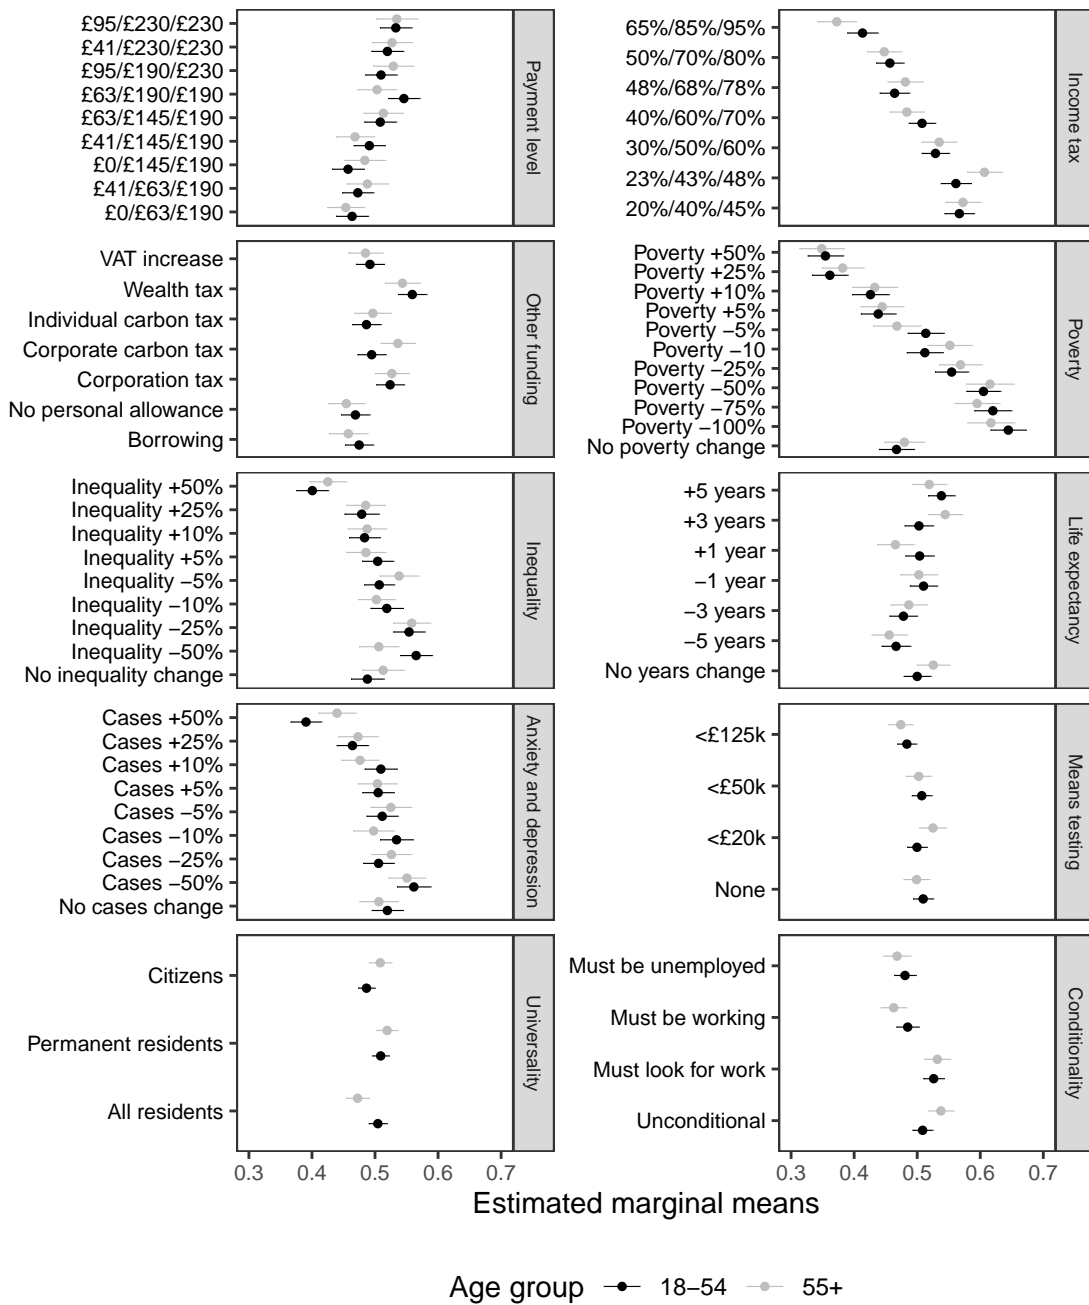 £95/£230/£230
£41/£230/£230
£95/£190/£230
£63/£190/£190
£63/£145/£190
£41/£145/£190
£0/£145/£190
£41/£63/£190
£0/£63/£190
Payment level
65%/85%/95%
50%/70%/80%
48%/68%/78%
40%/60%/70%
30%/50%/60%
23%/43%/48%
20%/40%/45%
Income tax
VAT increase
Wealth tax
Individual carbon tax
Corporate carbon tax
Corporation tax
No personal allowance
Borrowing
Other funding
Poverty +50%
Poverty +25%
Poverty +10%
Poverty +5%
Poverty −5%
Poverty −10
Poverty −25%
Poverty −50%
Poverty −75%
Poverty −100%
No poverty change
Poverty
Inequality +50%
Inequality +25%
Inequality +10%
Inequality +5%
Inequality −5%
Inequality −10%
Inequality −25%
Inequality −50%
No inequality change
Inequality
+5 years
+3 years
+1 year
−1 year
−3 years
−5 years
No years change
Life expectancy
Cases +50%
Cases +25%
Cases +10%
Cases +5%
Cases −5%
Cases −10%
Cases −25%
Cases −50%
No cases change
Anxiety and depression
<£125k
<£50k
<£20k
None
Means testing
Citizens
Permanent residents
All residents
Universality
Must be unemployed
Must be working
Must look for work
Unconditional
Conditionality
0.3 0.4 0.5 0.6 0.7
0.3 0.4 0.5 0.6 0.7
Estimated marginal means
Age group 18−54 55+